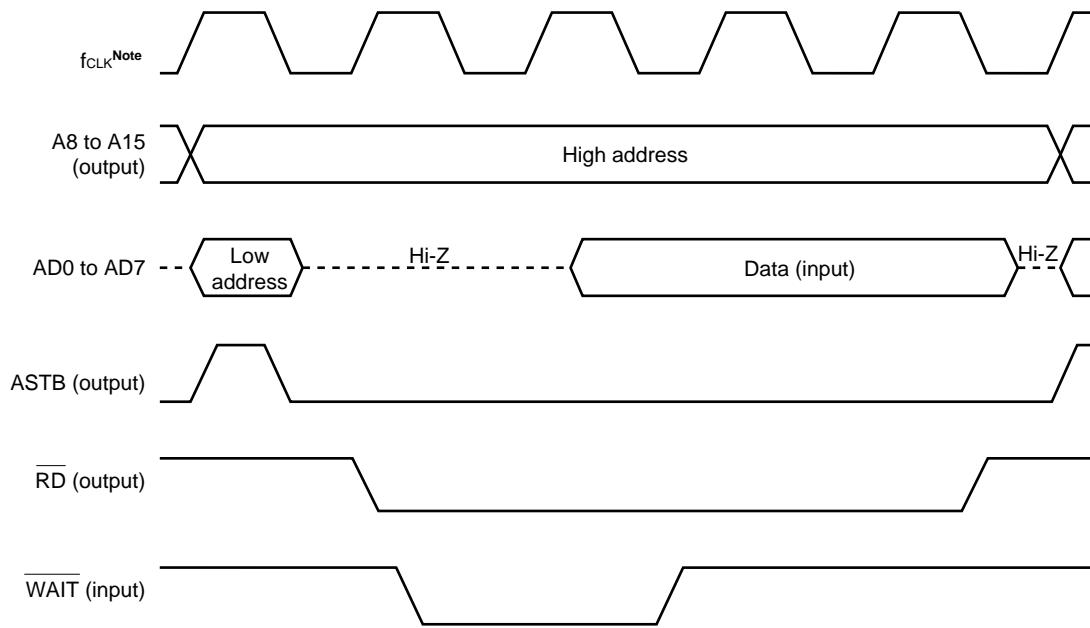 fCLKNote
A8 to A15
(output)
High address
AD0 to AD7
Low
address
Hi-Z
Data (input)
Hi-Z
ASTB (output)
RD (output)
WAIT (input)